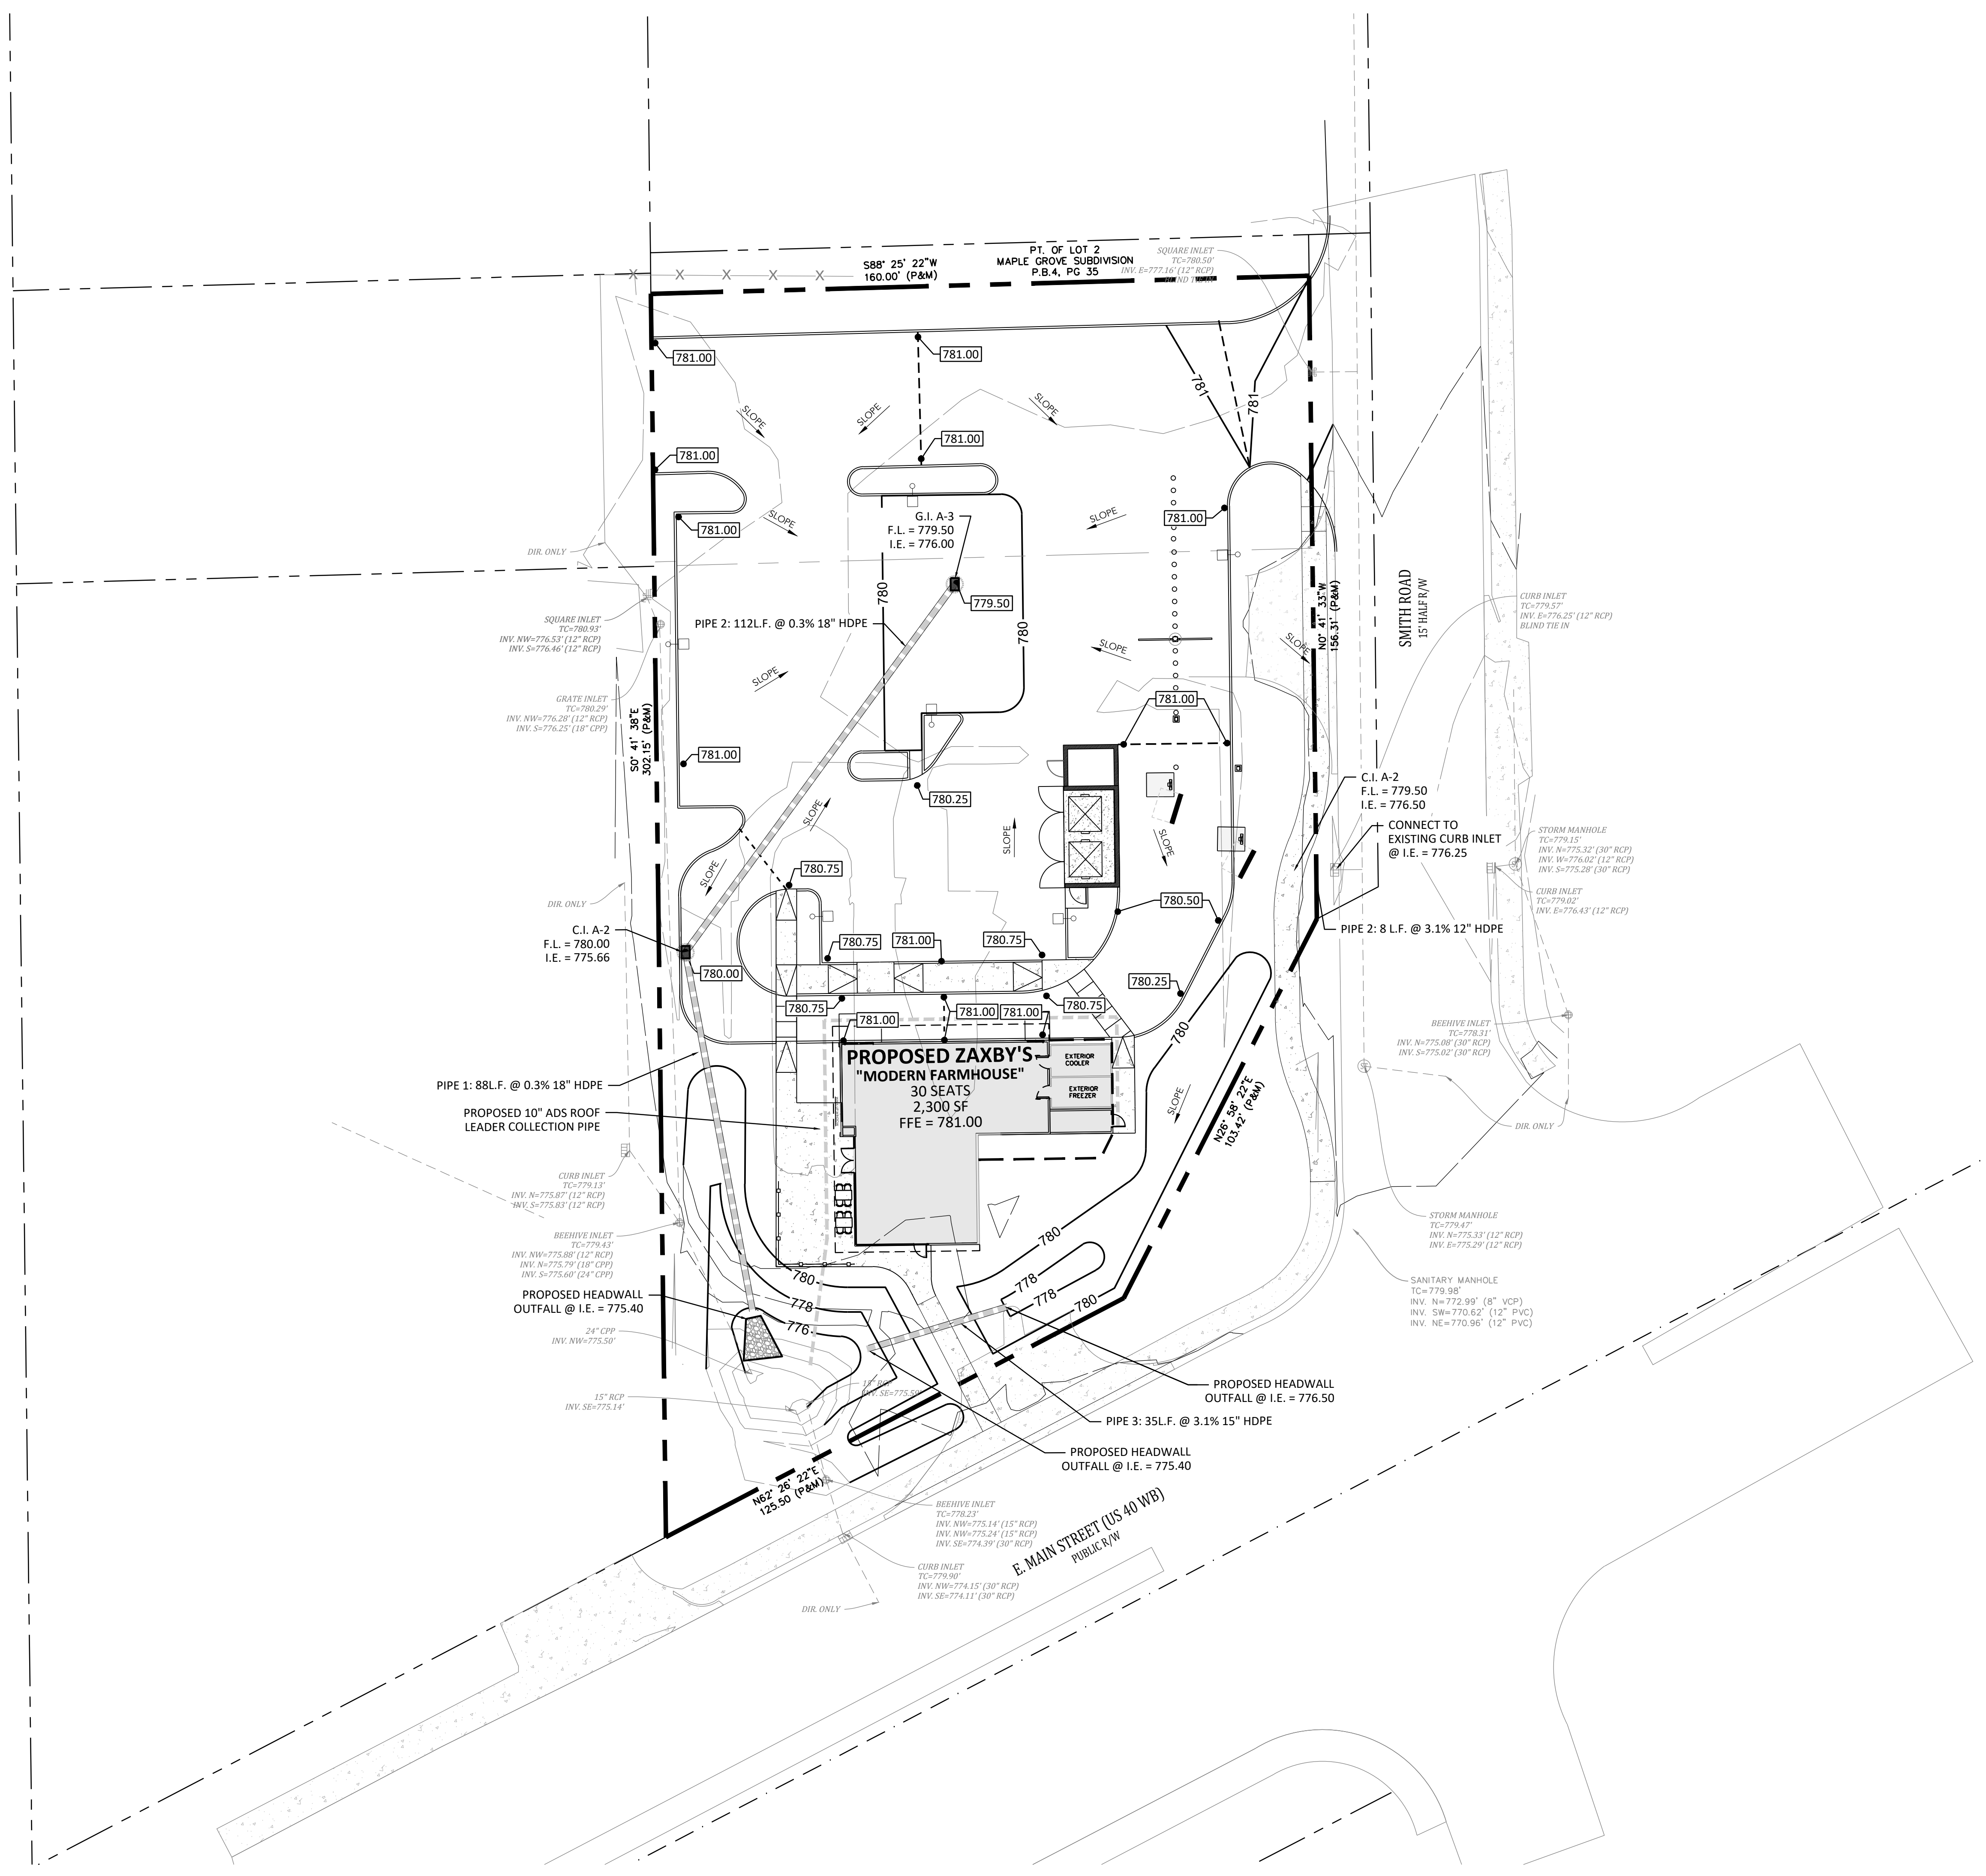 PT. OF LOT 2
MAPLE GROVE SUBDIVISION
P.B.4, PG 35
S88° 25' 22"W
160.00' (P&M)
SQUARE INLET
TC=780.50'
INV. E=777.16' (12" RCP)
BLIND TIE IN
X X X X X
781.00
781.00
781
781
SLOPE
SLOPE
SLOPE
781.00
781.00
G.I. A-3
F.L. = 779.50
I.E. = 776.00
SLOPE
781.00
SLOPE
781.00
DIR. ONLY
780
779.50
780
PIPE 2: 112L.F. @ 0.3% 18" HDPE
SQUARE INLET
TC=780.93'
INV. NW=776.53' (12" RCP)
INV. S=776.46' (12" RCP)
N0° 41' 33"W
156.31' (P&M)
SMITH ROAD
15' HALF R/W
CURB INLET
TC=779.57'
INV. E=776.25' (12" RCP)
BLIND TIE IN
SLOPE
SLOPE
SLOPE
GRATE INLET
TC=780.29'
INV. NW=776.28' (12" RCP)
INV. S=776.25' (18" CPP)
S0° 41' 38"E
302.15' (P&M)
781.00
781.00
780.25
C.I. A-2
F.L. = 779.50
I.E. = 776.50
CONNECT TO
EXISTING CURB INLET
@ I.E. = 776.25
STORM MANHOLE
TC=779.15'
INV. N=775.32' (30" RCP)
INV. W=776.02' (12" RCP)
INV. S=775.28' (30" RCP)
CURB INLET
TC=779.02'
INV. E=776.43' (12" RCP)
SLOPE
SLOPE
SLOPE
SLOPE
780.75
780.50
DIR. ONLY
C.I. A-2
F.L. = 780.00
I.E. = 775.66
780.00
780.75
781.00
780.75
PIPE 2: 8 L.F. @ 3.1% 12" HDPE
780.25
780.75
781.00
781.00
781.00
780.75
780
BEEHIVE INLET
TC=778.31'
INV. N=775.08' (30" RCP)
INV. S=775.02' (30" RCP)
PROPOSED ZAXBY'S
"MODERN FARMHOUSE"
30 SEATS
2,300 SF
FFE = 781.00
EXTERIOR
COOLER
EXTERIOR
FREEZER
SLOPE
N26° 58' 22"E
103.42' (P&M)
DIR. ONLY
PIPE 1: 88L.F. @ 0.3% 18" HDPE
PROPOSED 10" ADS ROOF
LEADER COLLECTION PIPE
CURB INLET
TC=779.13'
INV. N=775.87' (12" RCP)
INV. S=775.83' (12" RCP)
BEEHIVE INLET
TC=779.43'
INV. NW=775.88' (12" RCP)
INV. N=775.79' (18" CPP)
INV. S=775.60' (24" CPP)
STORM MANHOLE
TC=779.47'
INV. N=775.33' (12" RCP)
INV. E=775.29' (12" RCP)
SANITARY MANHOLE
TC=779.98'
INV. N=772.99' (8" VCP)
INV. SW=770.62' (12" PVC)
INV. NE=770.96' (12" PVC)
780
780
778
778
780
778
776
PROPOSED HEADWALL
OUTFALL @ I.E. = 775.40
24" CPP
INV. NW=775.50'
15" RCP
INV. SE=775.14'
15" RCP
PROPOSED HEADWALL
OUTFALL @ I.E. = 776.50
PIPE 3: 35L.F. @ 3.1% 15" HDPE
PROPOSED HEADWALL
OUTFALL @ I.E. = 775.40
N62° 26' 22"E
125.50 (P&M)
BEEHIVE INLET
TC=778.23'
INV. NW=775.14' (15" RCP)
INV. NW=775.24' (15" RCP)
INV. SE=774.39' (30" RCP)
E. MAIN STREET (US 40 WB)
PUBLIC R/W
CURB INLET
TC=779.90'
INV. NW=774.15' (30" RCP)
INV. SE=774.11' (30" RCP)
DIR. ONLY